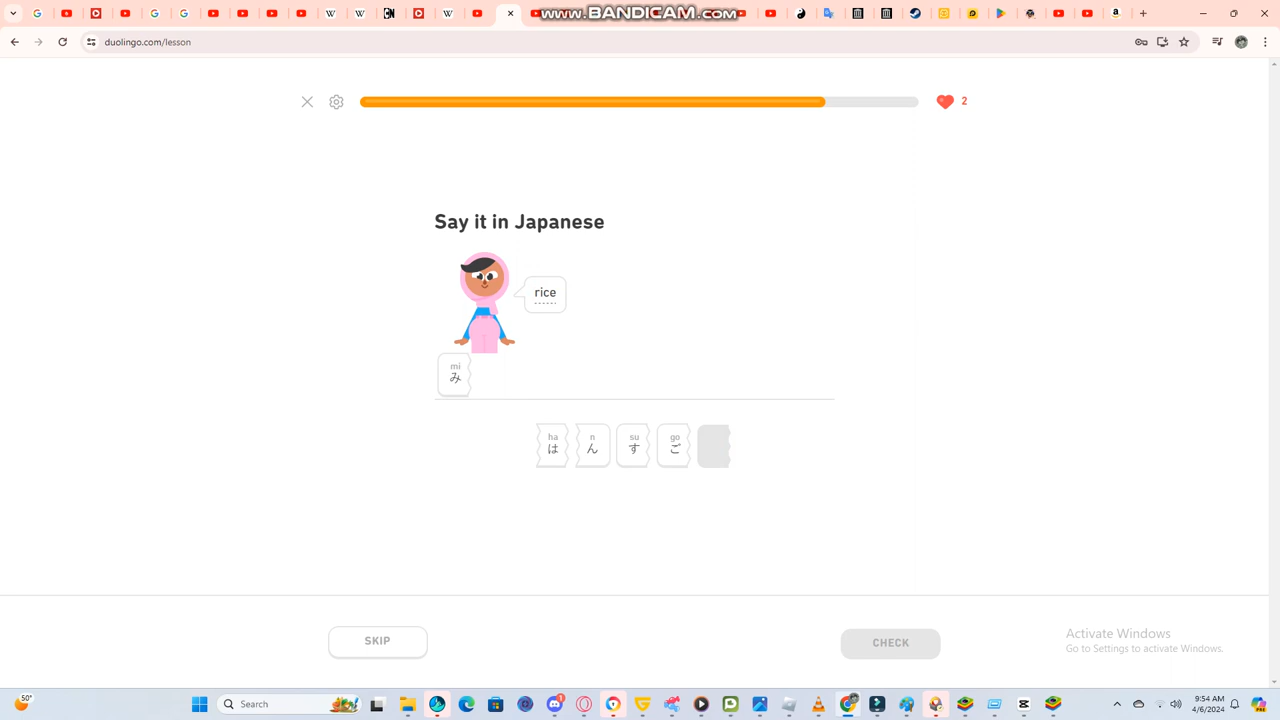 www.BANDICAM.com
duolingo.com/lesson
2
Say it in Japanese
rice
mi
み
ha n su go
は ん す ご
SKIP
CHECK
Activate Windows
Go to Settings to activate Windows.
50°
Search
1
9:54 AM
4/6/2024